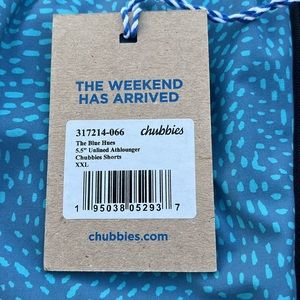 THE WEEKEND
HAS ARRIVED
317214-066 chubbies
The Blue Hues
5.5" Unlined Athlounger
Chubbies Shorts
XXL
1 95038 05293 7
chubbies.com